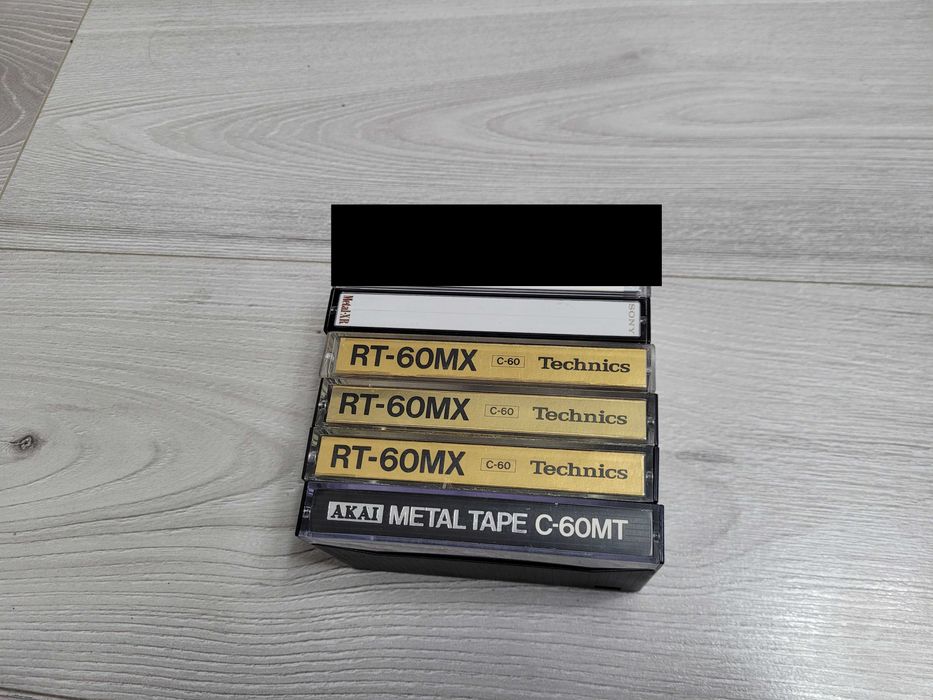 Metal-XR SONY
RT-60MX C-60 Technics
RT-60MX C-60 Technics
RT-60MX C-60 Technics
AKAI METAL TAPE C-60MT